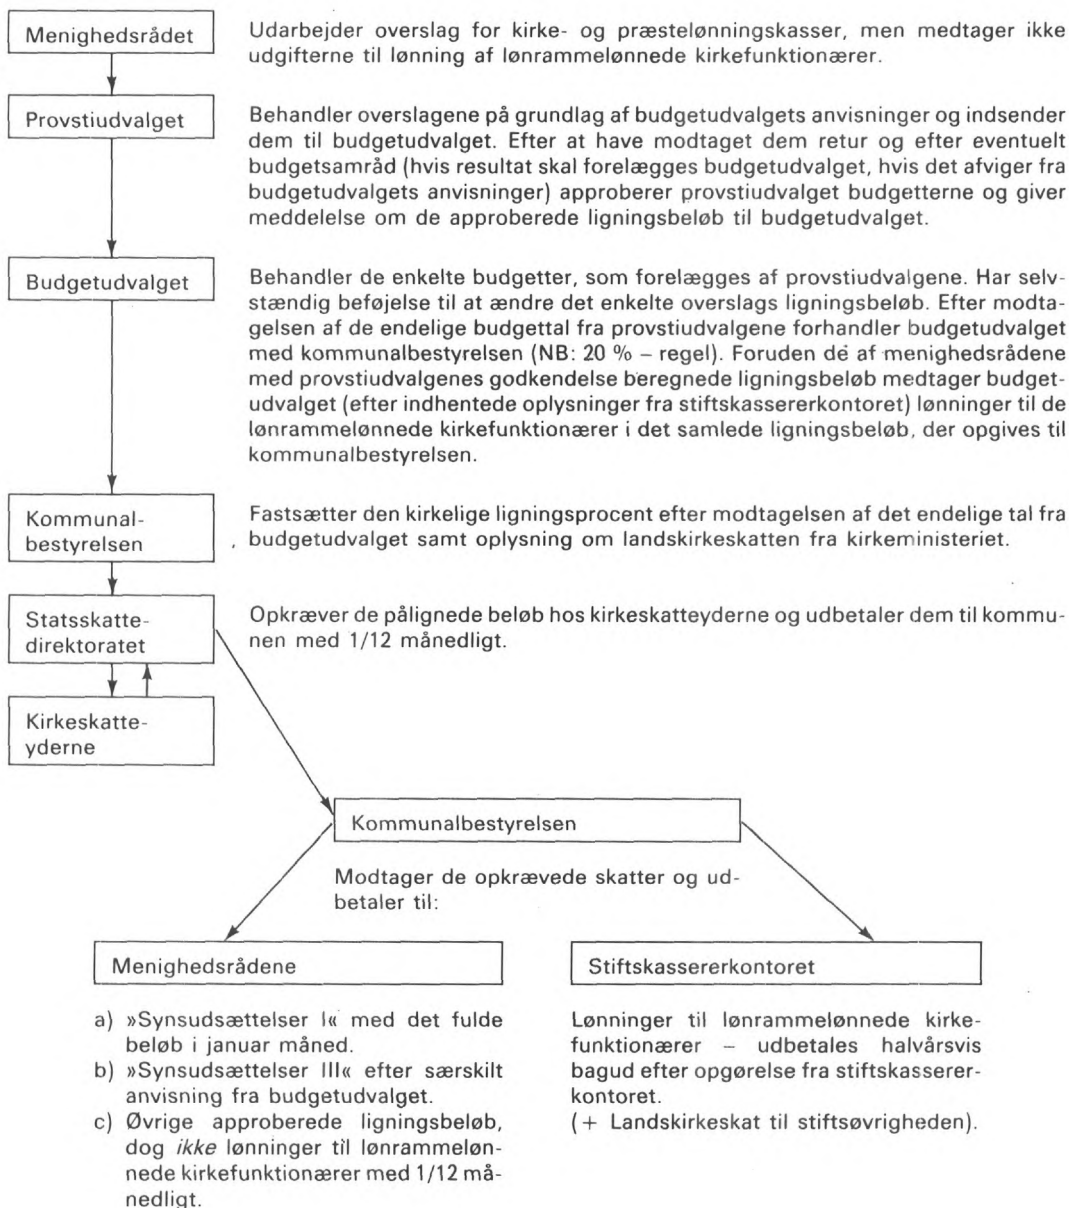 Menighedsrådet
Udarbejder overslag for kirke- og præstelønningskasser, men medtager ikke
udgifterne til lønning af lønrammelønnede kirkefunktionærer.
Provstiudvalget
Behandler overslagene på grundlag af budgetudvalgets anvisninger og indsender
dem til budgetudvalget. Efter at have modtaget dem retur og efter eventuelt
budgetsamråd (hvis resultat skal forelægges budgetudvalget, hvis det afviger fra
budgetudvalgets anvisninger) approberer provstiudvalget budgetterne og giver
meddelelse om de approberede ligningsbeløb til budgetudvalget.
Budgetudvalget
Behandler de enkelte budgetter, som forelægges af provstiudvalgene. Har selv-
stændig beføjelse til at ændre det enkelte overslags ligningsbeløb. Efter modta-
gelsen af de endelige budgettal fra provstiudvalgene forhandler budgetudvalget
med kommunalbestyrelsen (NB: 20 % – regel). Foruden de af menighedsrådene
med provstiudvalgenes godkendelse beregnede ligningsbeløb medtager budget-
udvalget (efter indhentede oplysninger fra stiftskassererkontoret) lønninger til de
lønrammelønnede kirkefunktionærer i det samlede ligningsbeløb, der opgives til
kommunalbestyrelsen.
Kommunal-
bestyrelsen
Fastsætter den kirkelige ligningsprocent efter modtagelsen af det endelige tal fra
budgetudvalget samt oplysning om landskirkeskatten fra kirkeministeriet.
Statsskatte-
direktoratet
Opkræver de pålignede beløb hos kirkeskatteyderne og udbetaler dem til kommu-
nen med 1/12 månedligt.
Kirkeskatte-
yderne
Kommunalbestyrelsen
Modtager de opkrævede skatter og ud-
betaler til:
Menighedsrådene
a) »Synsudsættelser I« med det fulde
beløb i januar måned.
b) »Synsudsættelser III« efter særskilt
anvisning fra budgetudvalget.
c) Øvrige approberede ligningsbeløb,
dog ikke lønninger til lønrammeløn-
nede kirkefunktionærer med 1/12 må-
nedligt.
Stiftskassererkontoret
Lønninger til lønrammelønnede kirke-
funktionærer – udbetales halvårsvis
bagud efter opgørelse fra stiftskasserer-
kontoret.
(+ Landskirkeskat til stiftsøvrigheden).